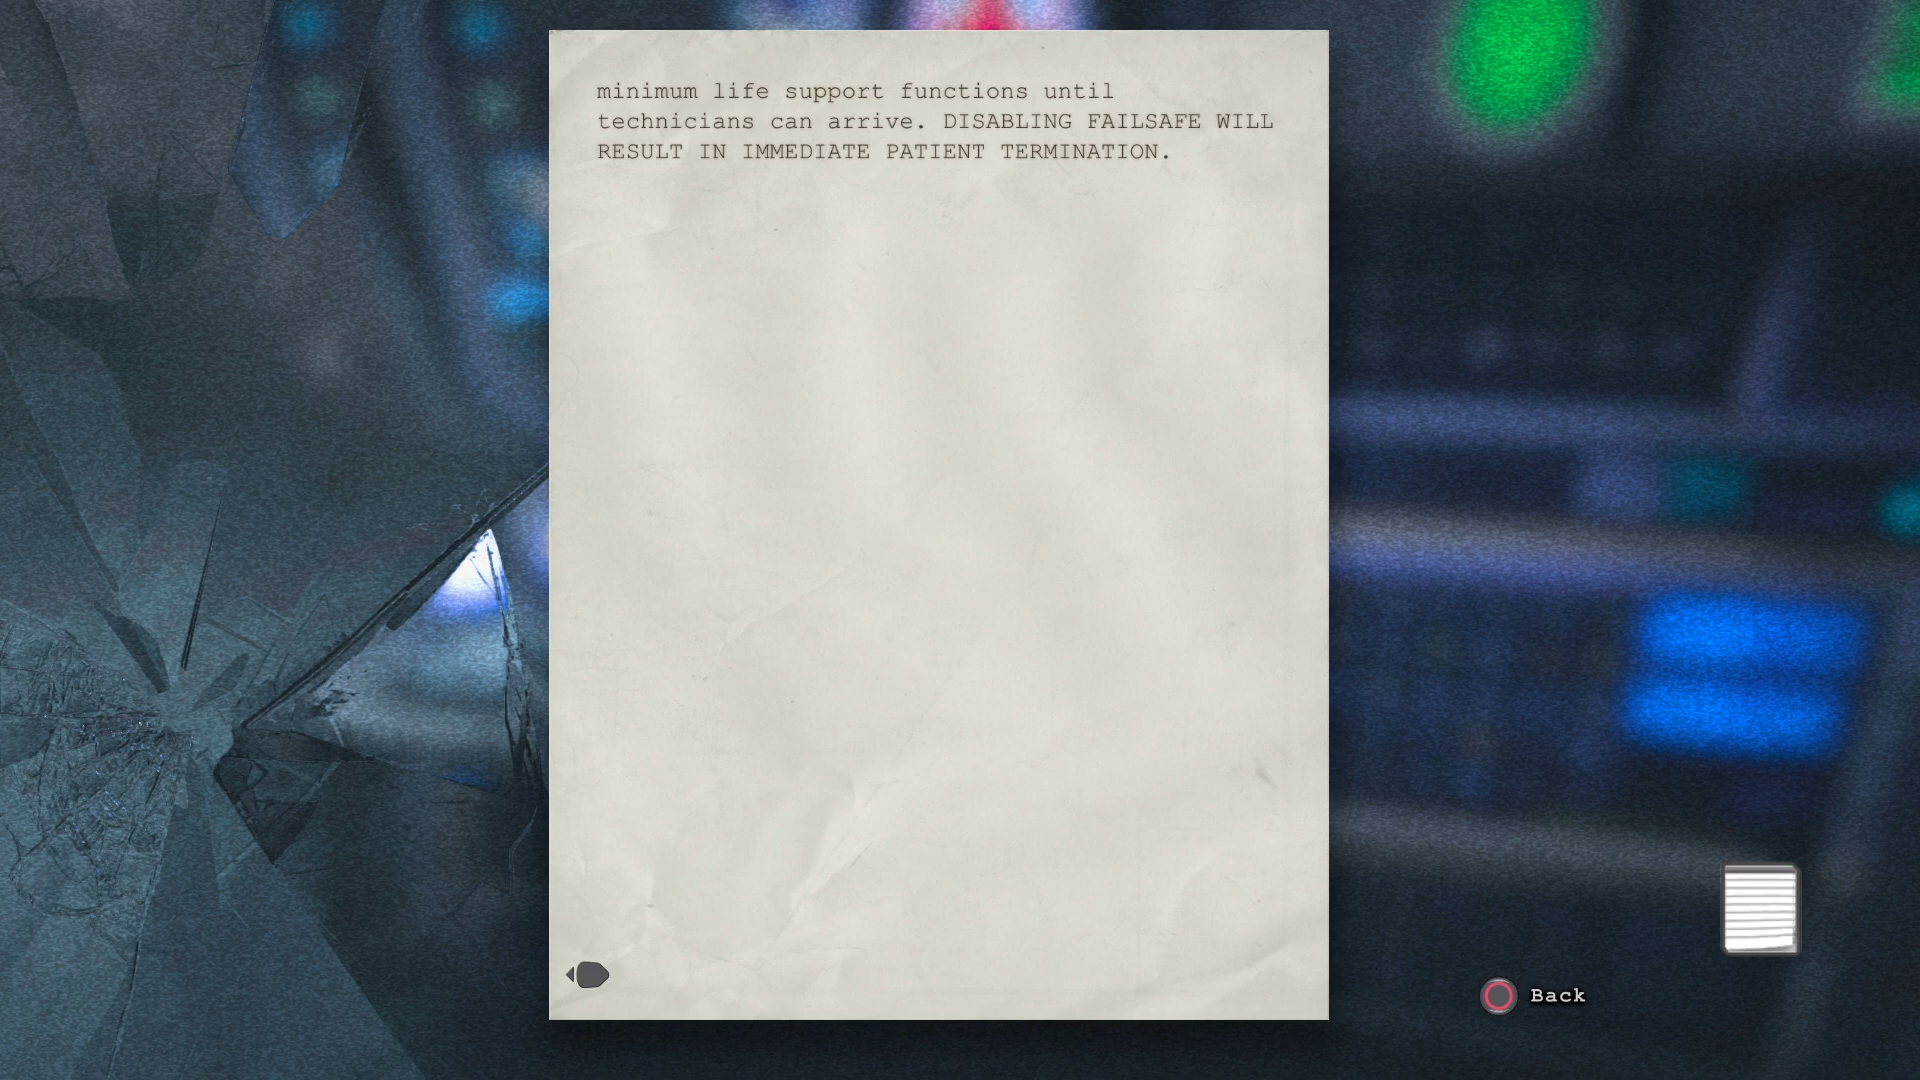 minimum life support functions until
technicians can arrive. DISABLING FAILSAFE WILL
RESULT IN IMMEDIATE PATIENT TERMINATION.
Back